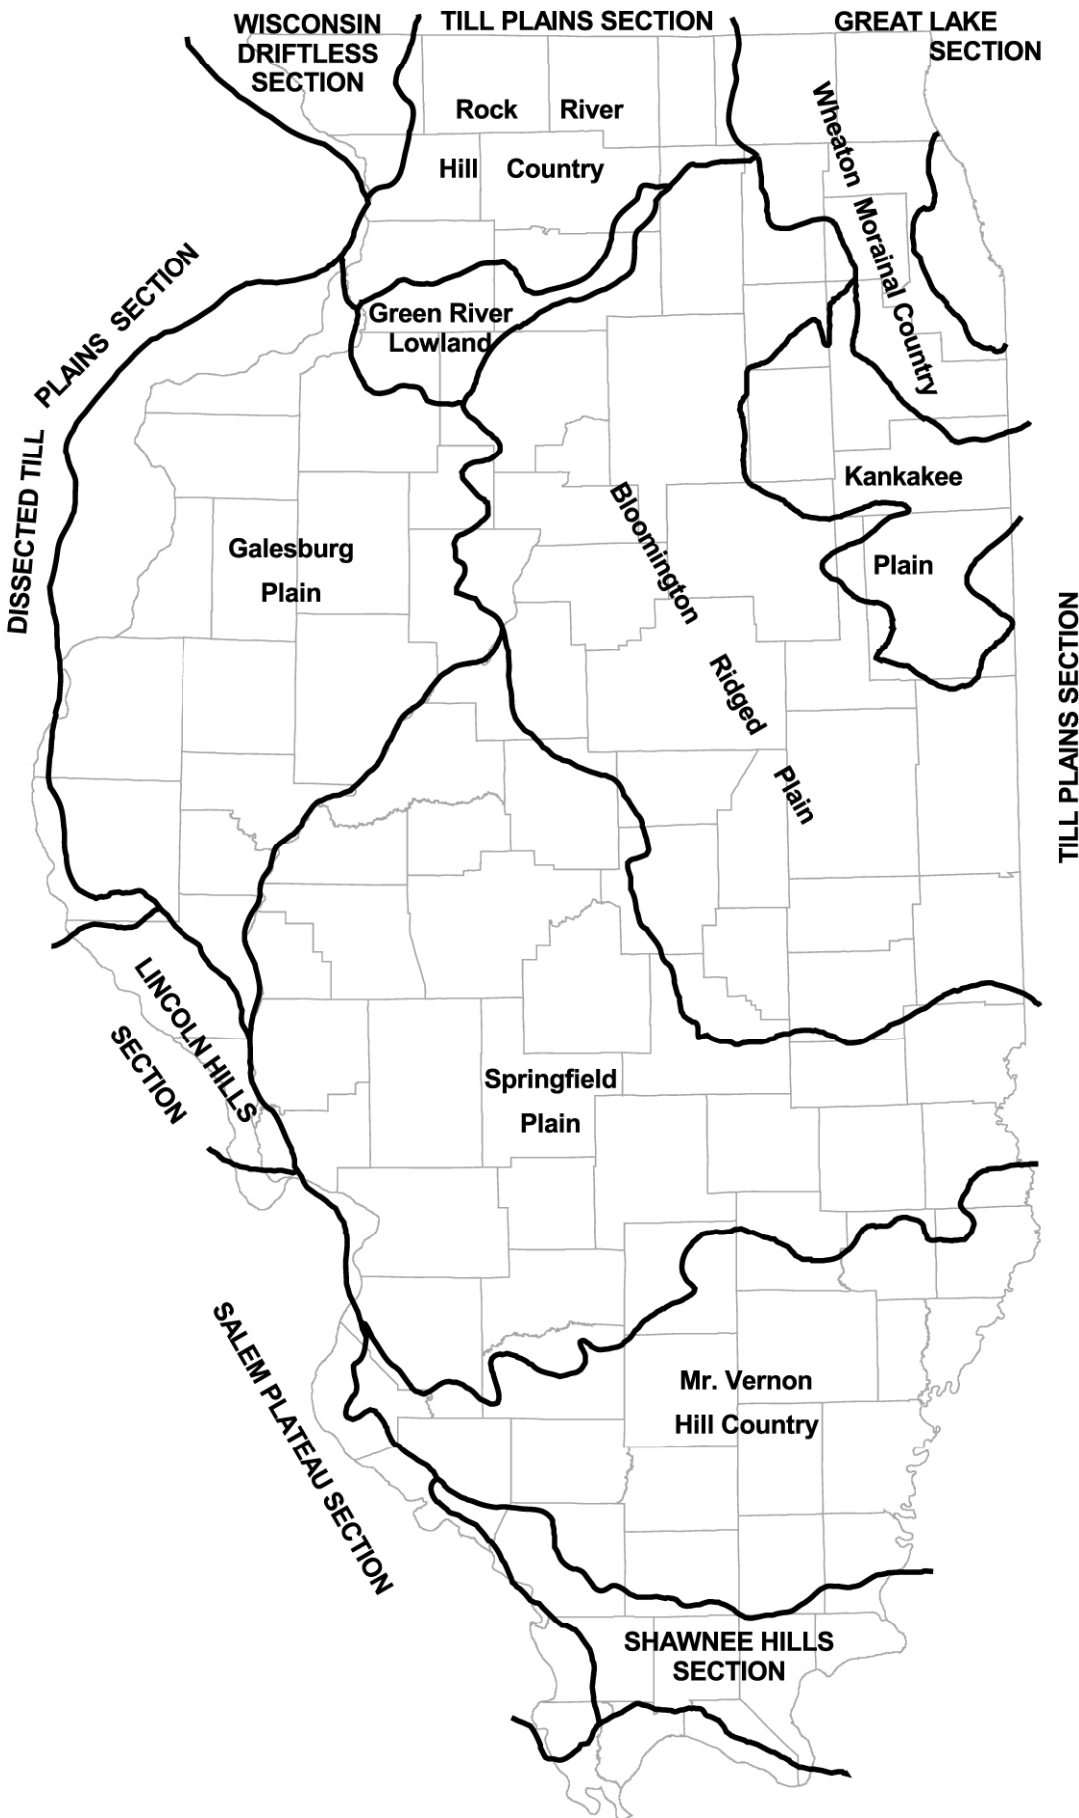 WISCONSIN
DRIFTLESS
SECTION
TILL PLAINS SECTION
GREAT LAKE
SECTION
Rock River
Hill Country
Wheaton Morainal Country
Green River
Lowland
DISSECTED TILL PLAINS SECTION
Kankakee
Plain
Galesburg
Plain
Bloomington Ridged Plain
TILL PLAINS SECTION
LINCOLN HILLS
SECTION
Springfield
Plain
SALEM PLATEAU SECTION
Mr. Vernon
Hill Country
SHAWNEE HILLS
SECTION